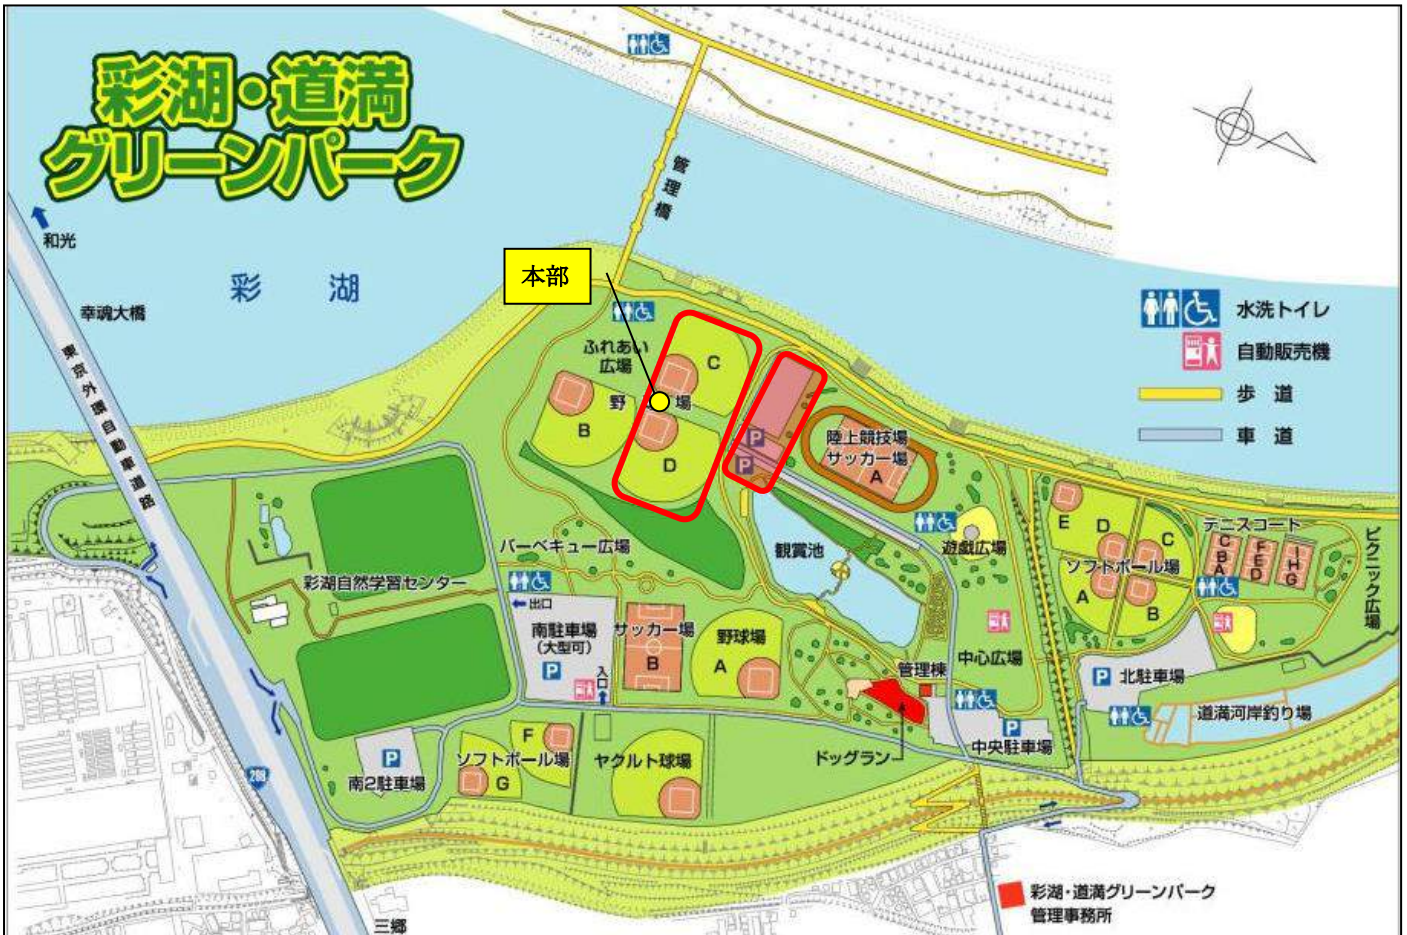 彩湖・道満
グリーンパーク
管理橋
和光
彩 湖
幸魂大橋
東京外環自動車道路
本部
水洗トイレ
自動販売機
歩 道
車 道
ふれあい
広場
C
野
場
B
D
P
P
陸上競技場
サッカー場
A
観賞池
遊戯広場
E
D
C
ソフトボール場
A
B
テニスコート
C
B
A
F
E
D
I
H
G
ピクニック広場
バーベキュー広場
彩湖自然学習センター
出口
南駐車場
(大型可)
P
入口
サッカー場
B
野球場
A
管理棟
中心広場
P
北駐車場
道満河岸釣り場
P
中央駐車場
ドッグラン
P
南2駐車場
F
ソフトボール場
G
ヤクルト球場
298
三郷
彩湖・道満グリーンパーク
管理事務所